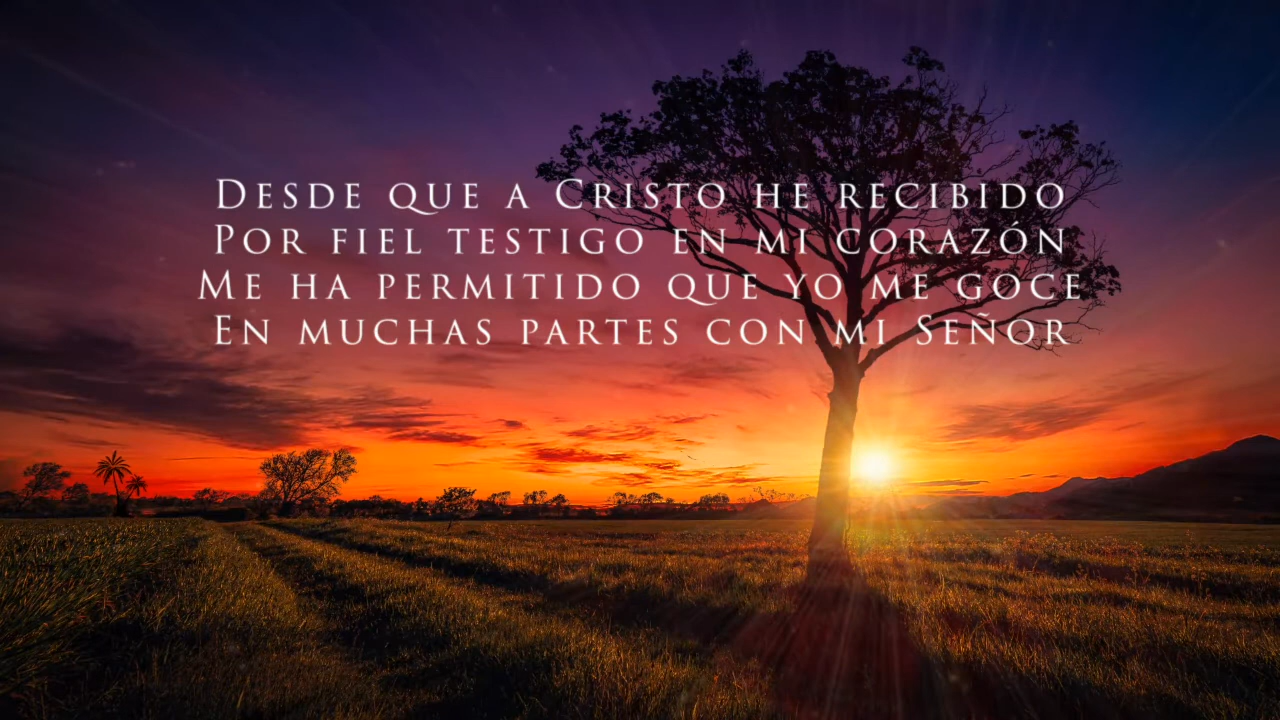 Desde que a Cristo he recibido
Por fiel testigo en mi corazón
Me ha permitido que yo me goce
En muchas partes con mi Señor